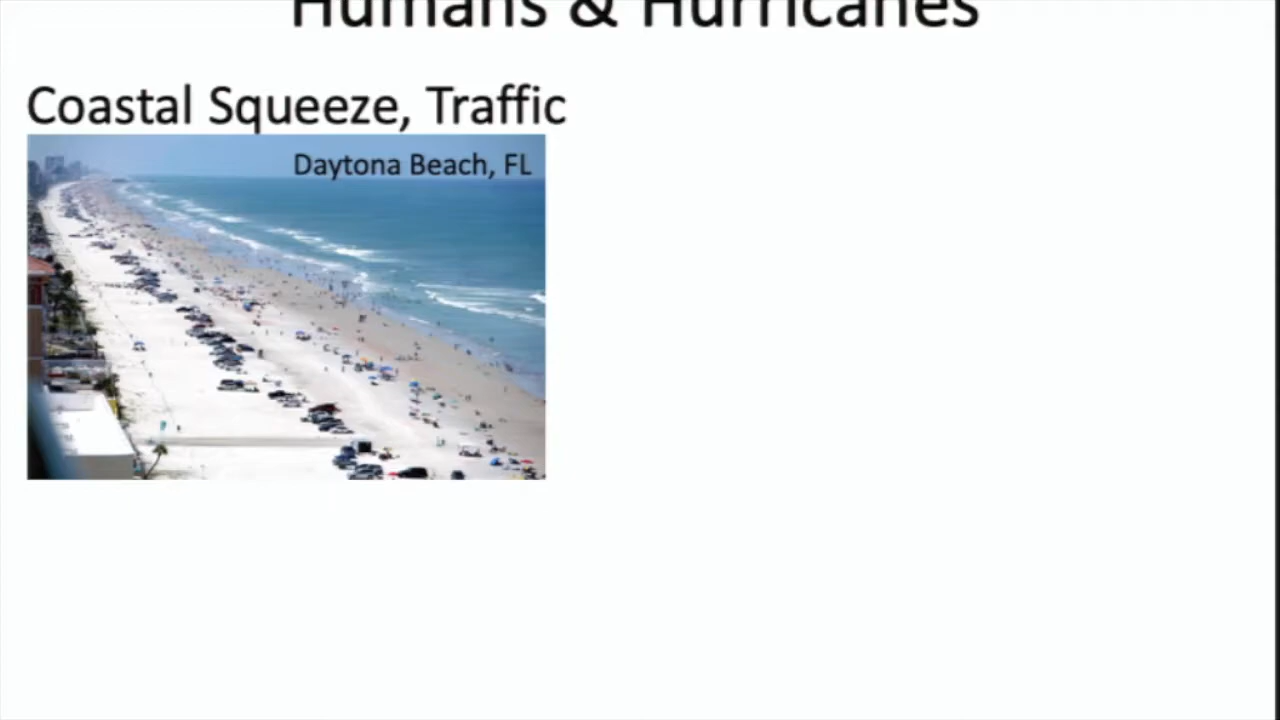 Humans & Hurricanes
Coastal Squeeze, Traffic
Daytona Beach, FL